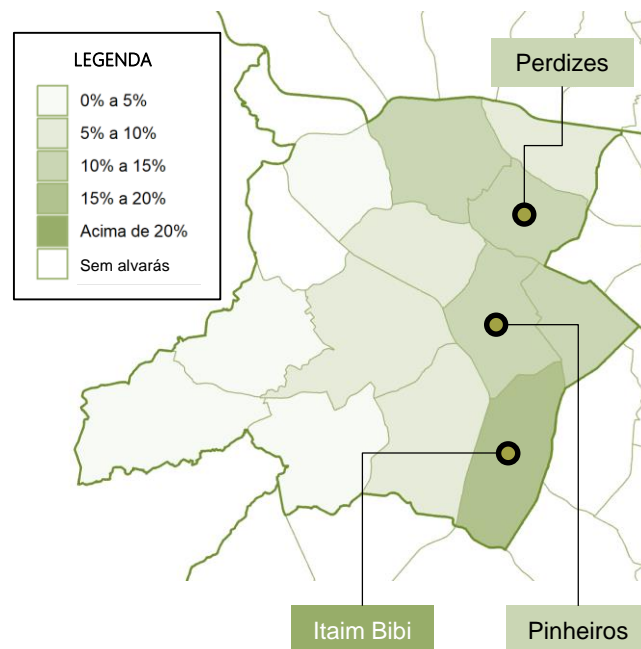 LEGENDA
0% a 5%
5% a 10%
10% a 15%
15% a 20%
Acima de 20%
Sem alvarás
Perdizes
Itaim Bibi
Pinheiros